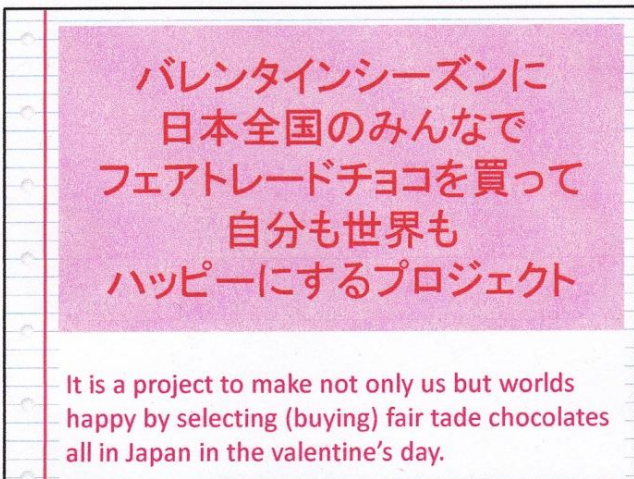 バレンタインシーズンに
日本全国のみんなで
フェアトレードチョコを買って
自分も世界も
ハッピーにするプロジェクト
It is a project to make not only us but worlds
happy by selecting (buying) fair tade chocolates
all in Japan in the valentine's day.